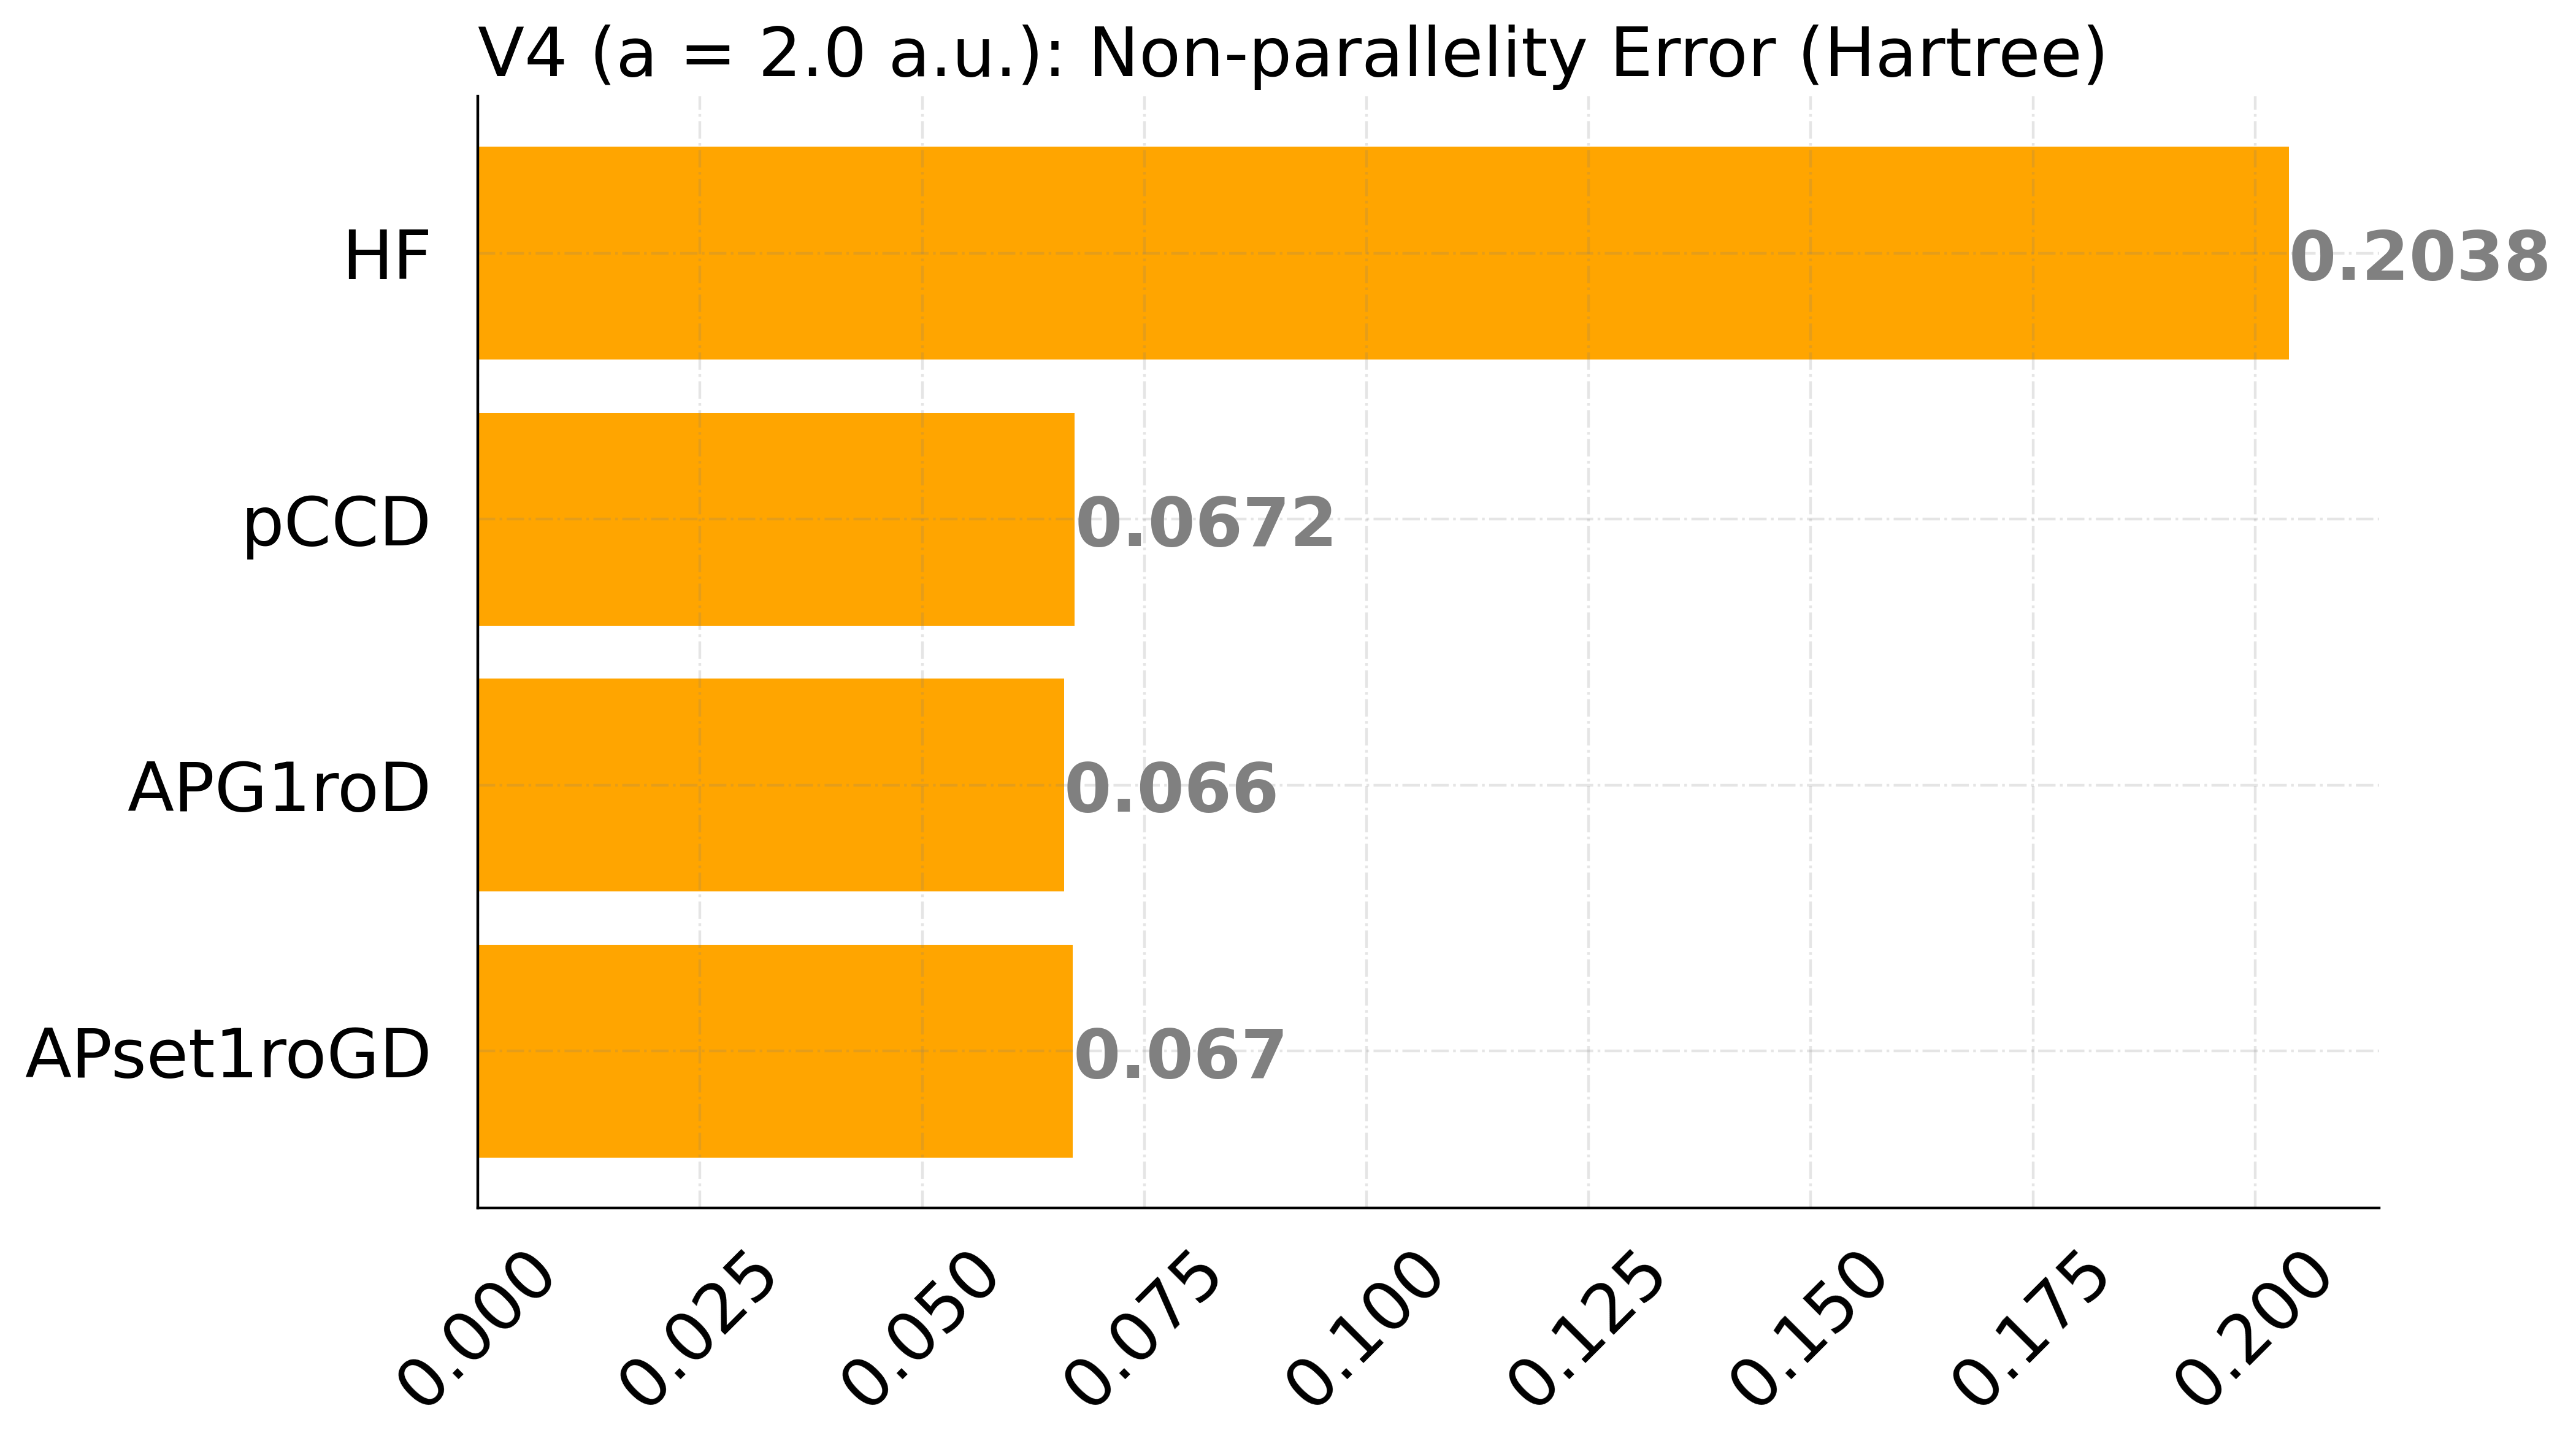 V4 (a = 2.0 a.u.): Non-parallelity Error (Hartree)
HF
0.2038
pCCD
0.0672
APG1roD
0.066
APset1roGD
0.067
0.000
0.025
0.050
0.075
0.100
0.125
0.150
0.175
0.200